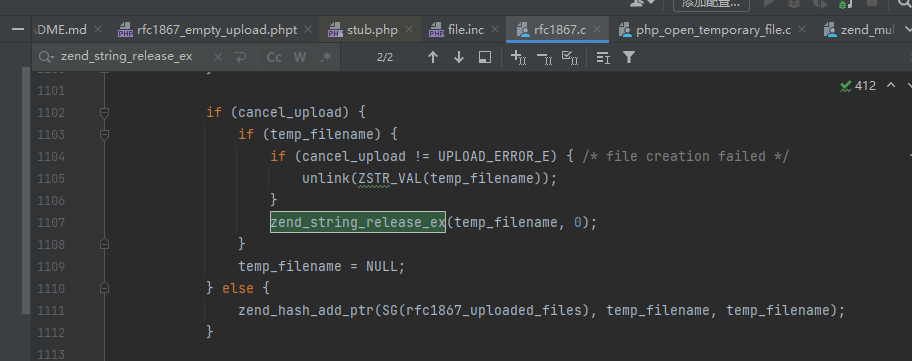 添加配置...
DME.md rfc1867_empty_upload.phpt stub.php file.inc rfc1867.c php_open_temporary_file.c zend_mul
zend_string_release_ex Cc W .* 2/2
1101
412
1102 if (cancel_upload) {
1103 if (temp_filename) {
1104 if (cancel_upload != UPLOAD_ERROR_E) { /* file creation failed */
1105 unlink(ZSTR_VAL(temp_filename));
1106 }
1107 zend_string_release_ex(temp_filename, 0);
1108 }
1109 temp_filename = NULL;
1110 } else {
1111 zend_hash_add_ptr(SG(rfc1867_uploaded_files), temp_filename, temp_filename);
1112 }
1113